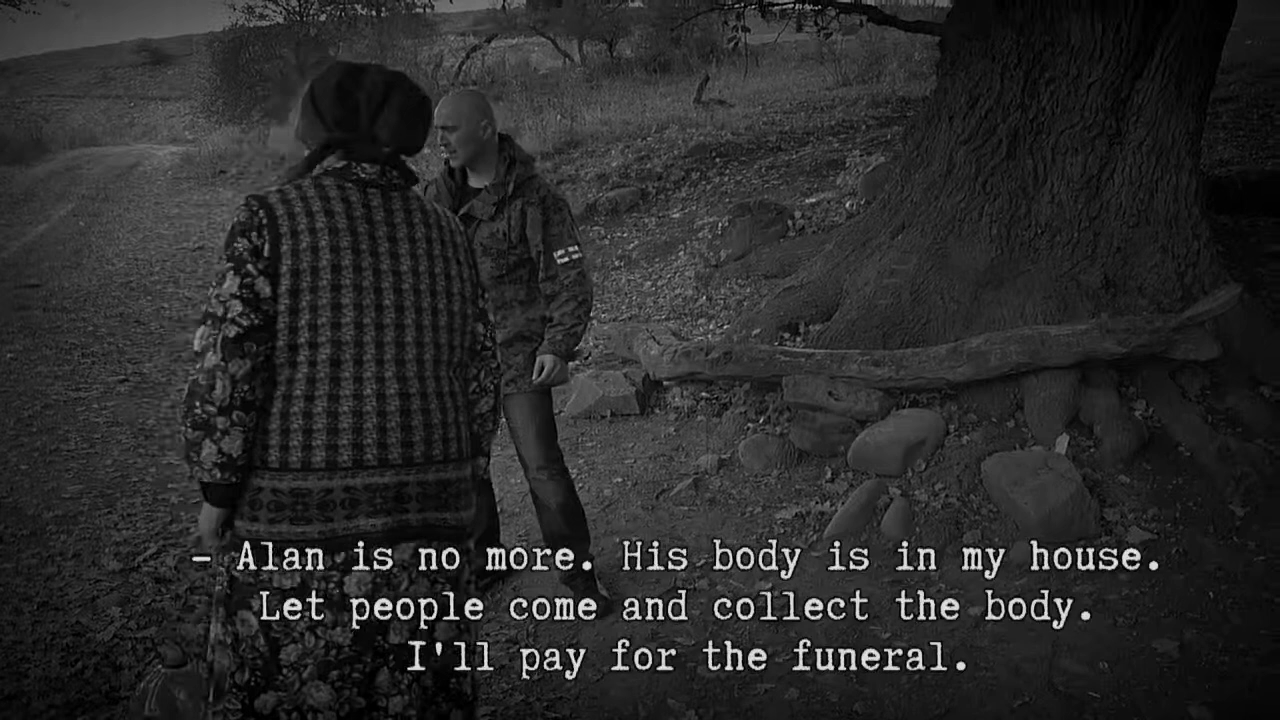 – Alan is no more. His body is in my house.
Let people come and collect the body.
I'll pay for the funeral.